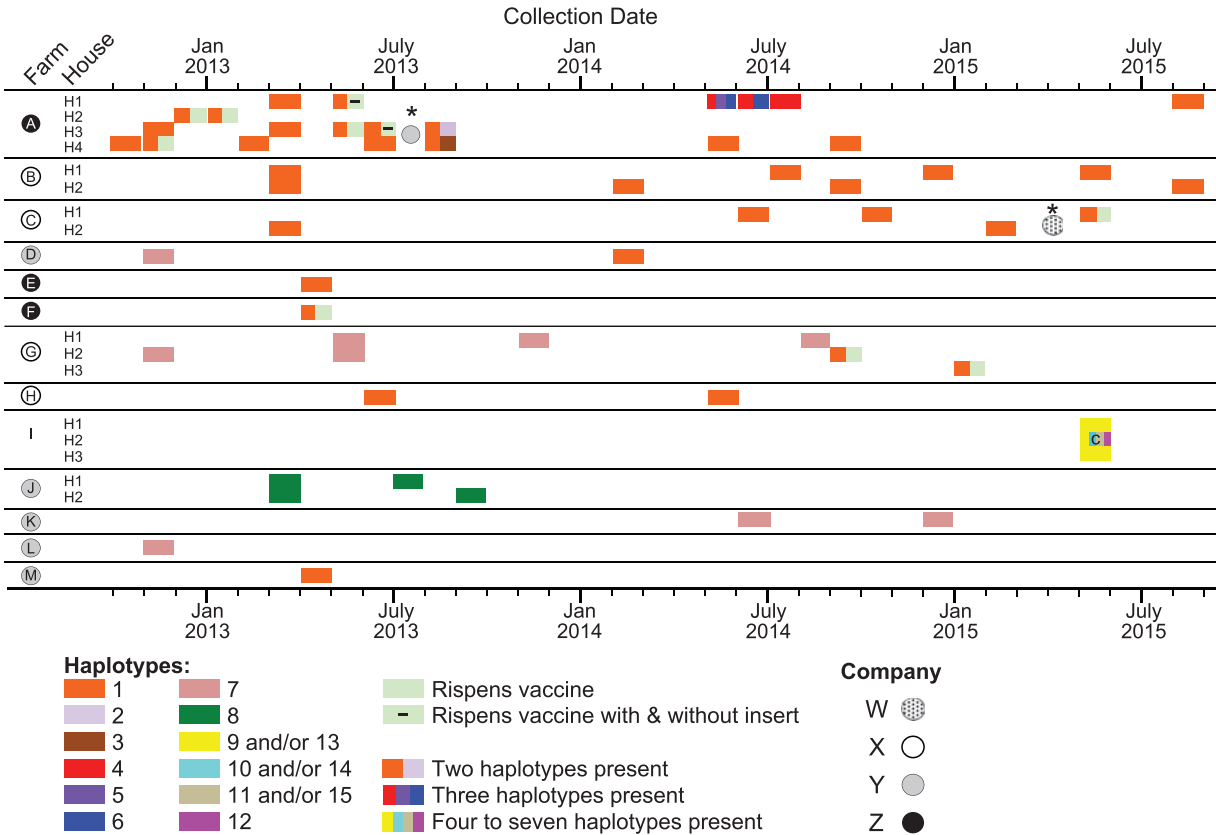 Collection Date
Farm House
Jan July Jan July Jan July
2013 2013 2014 2014 2015 2015
A H1
H2
H3
H4
*
B H1
H2
C H1
H2
*
D
E
F
G H1
H2
H3
H
I H1
H2
H3
C
J H1
H2
K
L
M
Jan July Jan July Jan July
2013 2013 2014 2014 2015 2015
Haplotypes:
1 7 Rispens vaccine
2 8 Rispens vaccine with & without insert
3 9 and/or 13
4 10 and/or 14 Two haplotypes present
5 11 and/or 15 Three haplotypes present
6 12 Four to seven haplotypes present
Company
W
X
Y
Z